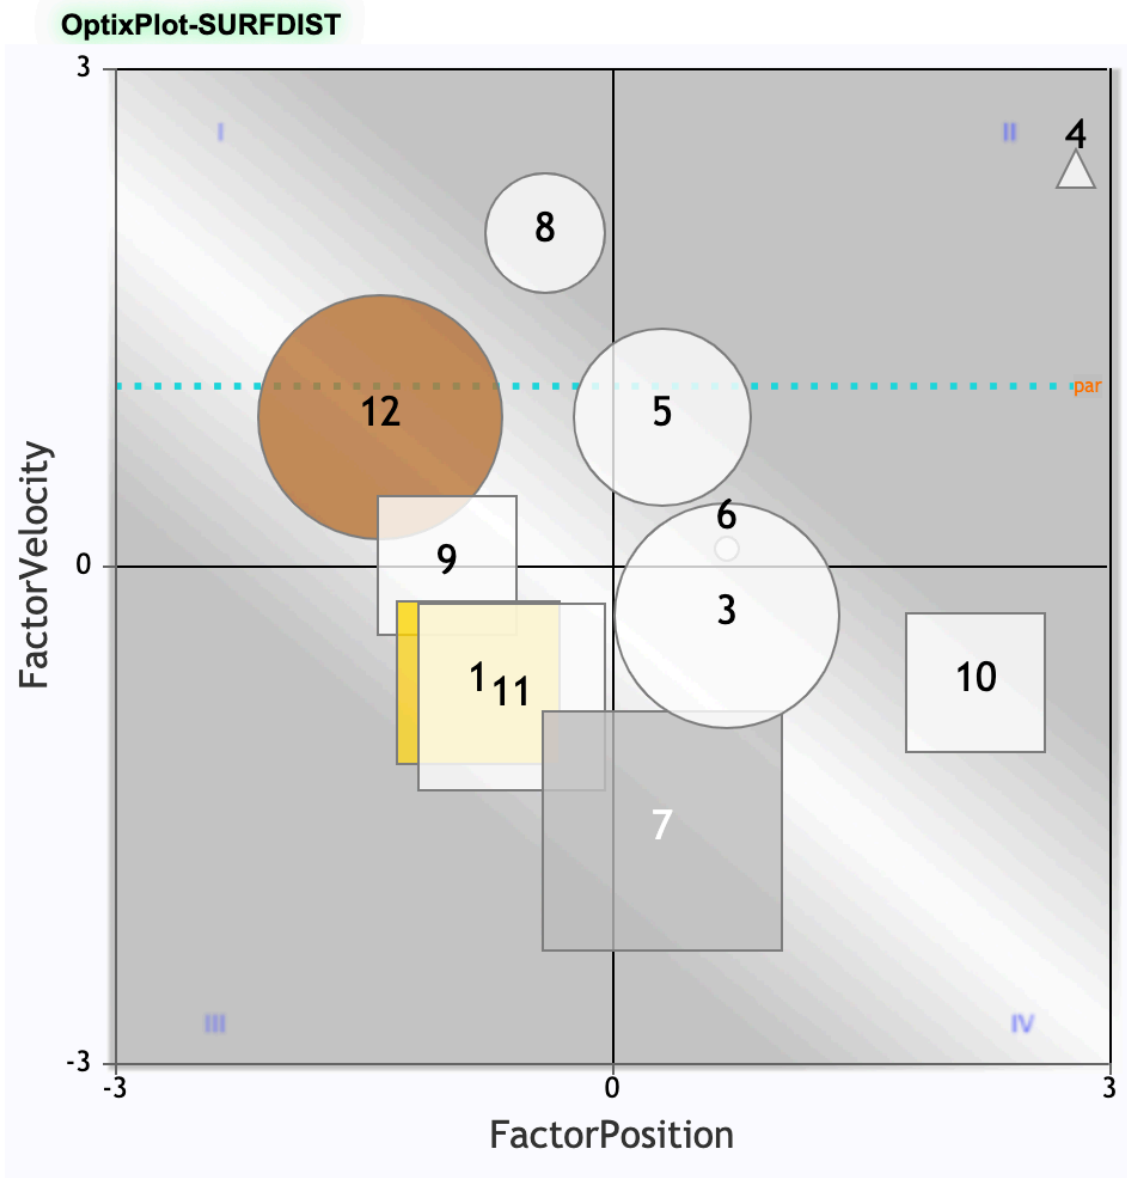 OptixPlot-SURFDIST
3
I
II
4
8
par
12
5
6
FactorVelocity
9
0
3
1
11
10
7
III
IV
-3
-3
0
3
FactorPosition